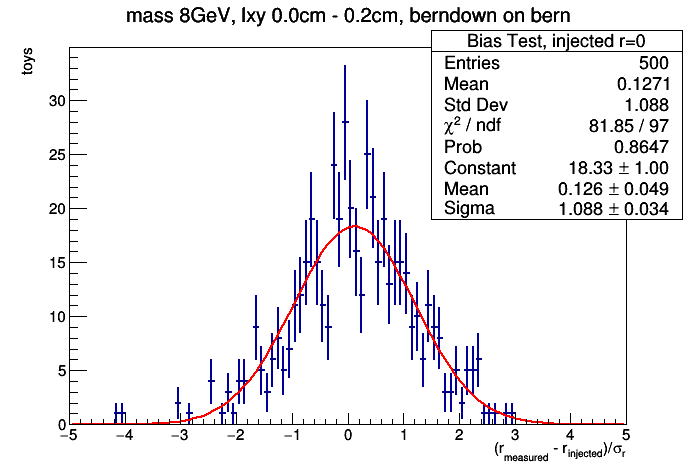 mass 8GeV, lxy 0.0cm - 0.2cm, berndown on bern
Bias Test, injected r=0
Entries 500
Mean 0.1271
Std Dev 1.088
χ² / ndf 81.85 / 97
Prob 0.8647
Constant 18.33 ± 1.00
Mean 0.126 ± 0.049
Sigma 1.088 ± 0.034
toys
30
25
20
15
10
5
0
−5 −4 −3 −2 −1 0 1 2 3 4 5
(r_measured - r_injected)/σ_r